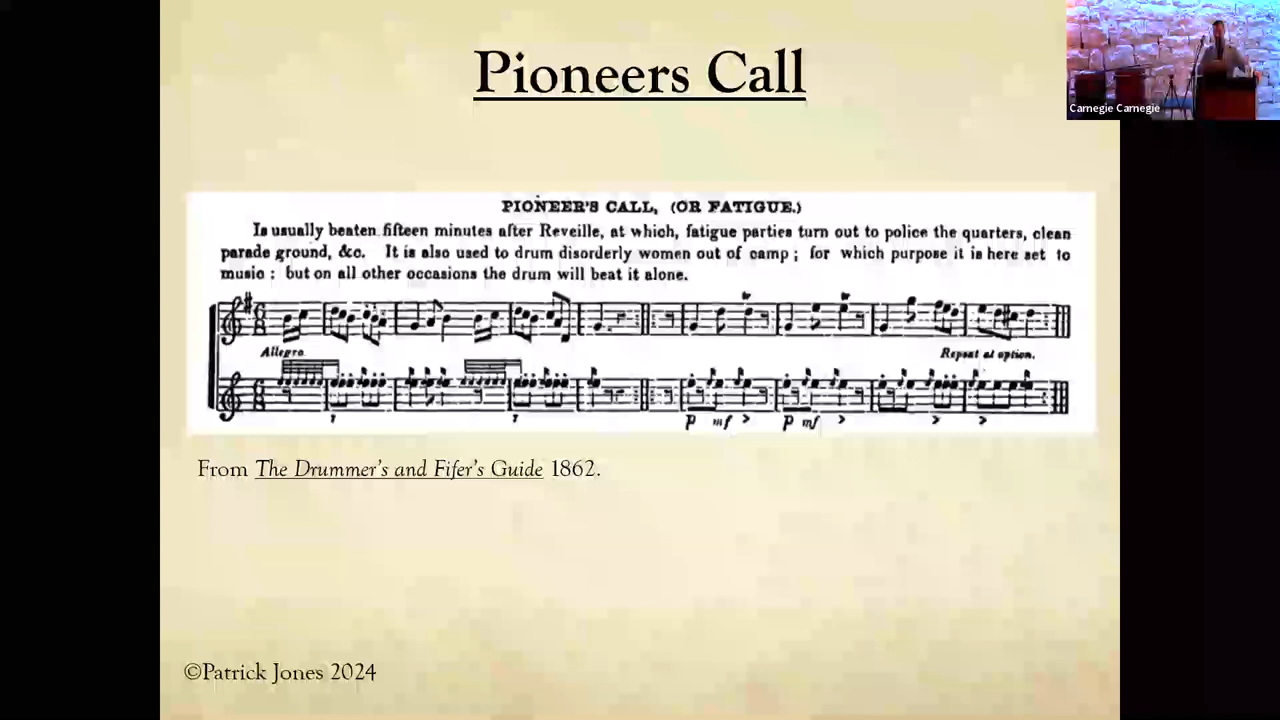 Pioneers Call
Carnegie Carnegie
PIONEER'S CALL, (OR FATIGUE.)
Is usually beaten fifteen minutes after Reveille, at which, fatigue parties turn out to police the quarters, clean
parade ground, &c. It is also used to drum disorderly women out of camp ; for which purpose it is here set to
music : but on all other occasions the drum will beat it alone.
Allegro.
Repeat at option.
p mf > p mf > > >
From The Drummer's and Fifer's Guide 1862.
©Patrick Jones 2024